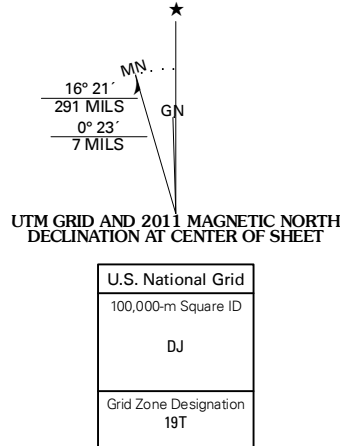 ★
MN
16° 21´
291 MILS
GN
0° 23´
7 MILS
UTM GRID AND 2011 MAGNETIC NORTH
DECLINATION AT CENTER OF SHEET
U.S. National Grid
100,000-m Square ID
DJ
Grid Zone Designation
19T